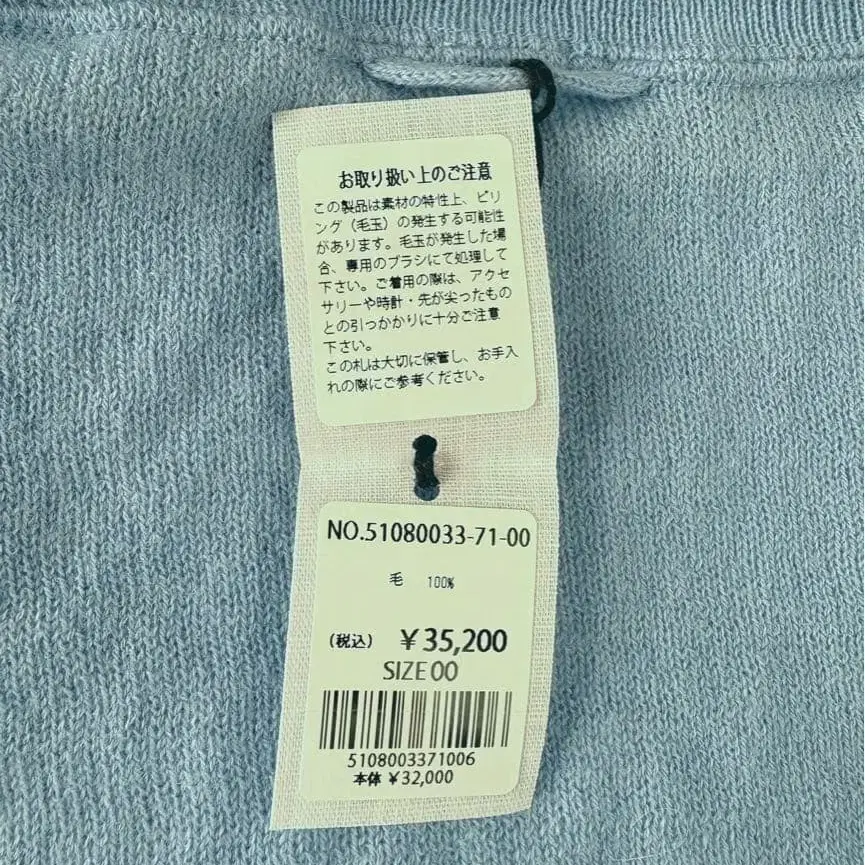 お取り扱い上のご注意
この製品は素材の特性上、ピリ
ング（毛玉）の発生する可能性
があります。毛玉が発生した場
合、専用のブラシにて処理して
下さい。ご着用の際は、アクセ
サリーや時計・先が尖ったもの
との引っかかりに十分ご注意
下さい。
この札は大切に保管し、お手入
れの際にご参考ください。
NO.51080033-71-00
毛 100%
(税込) ¥35,200
SIZE 00
5108003371006
本体 ¥32,000